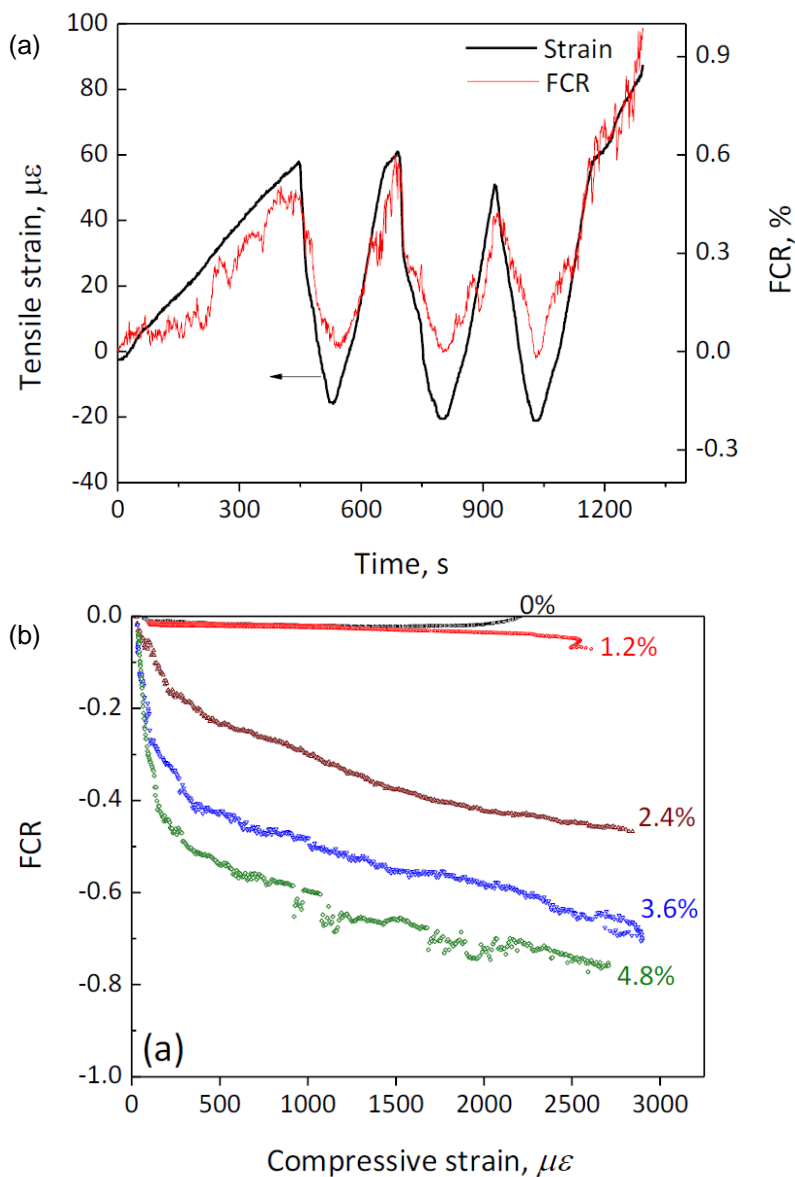 (a)
Strain
FCR
100
80
60
40
20
0
-20
-40
Tensile strain, με
0.9
0.6
0.3
0.0
-0.3
FCR, %
0 300 600 900 1200
Time, s
(b)
0%
1.2%
2.4%
3.6%
4.8%
0.0
-0.2
-0.4
-0.6
-0.8
-1.0
FCR
(a)
0 500 1000 1500 2000 2500 3000
Compressive strain, με